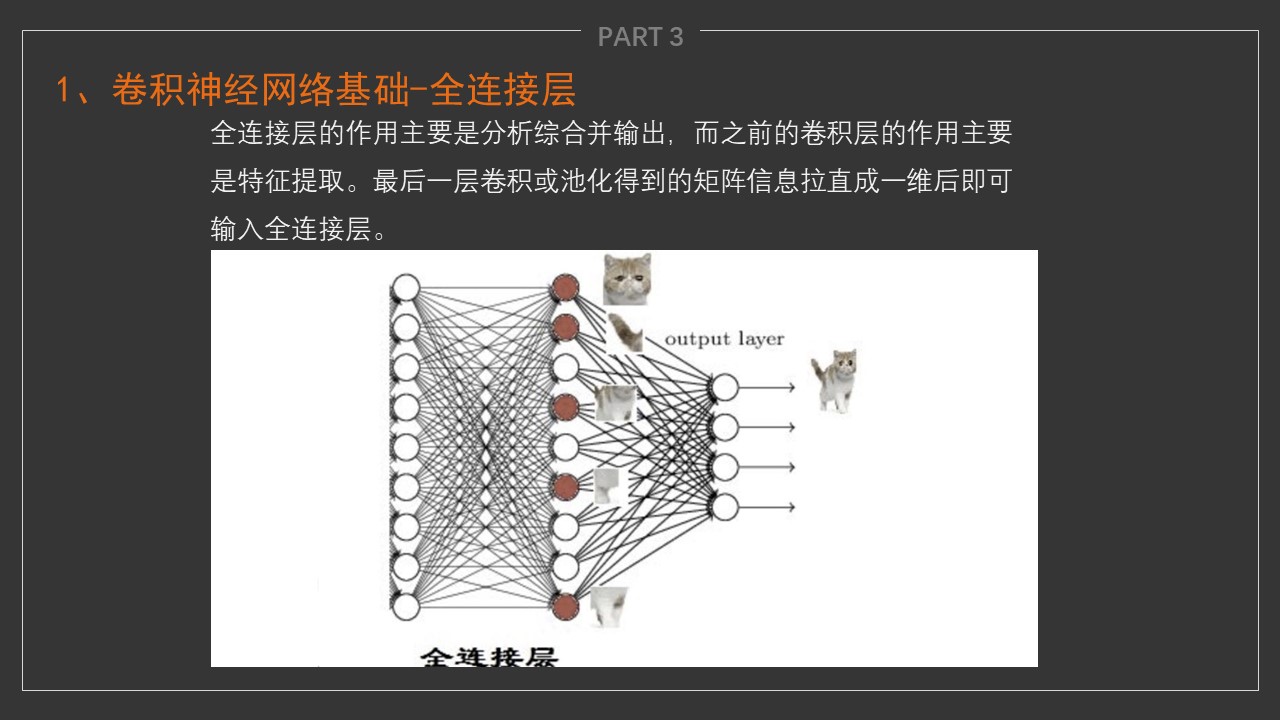 PART 3
1、卷积神经网络基础-全连接层
全连接层的作用主要是分析综合并输出，而之前的卷积层的作用主要
是特征提取。最后一层卷积或池化得到的矩阵信息拉直成一维后即可
输入全连接层。
output layer
全连接层